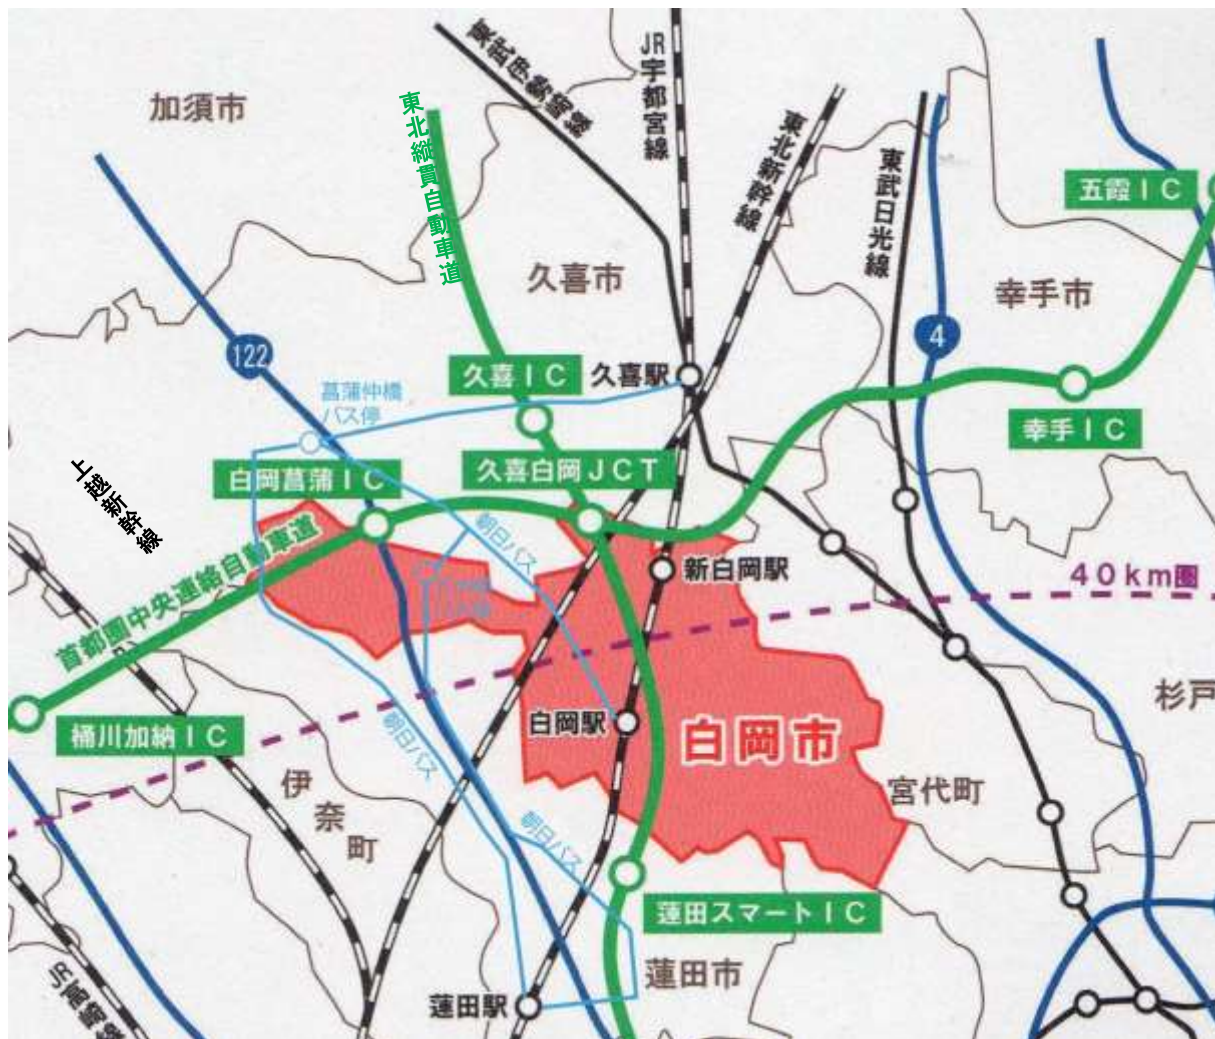 加須市
東北縦貫自動車道
東武伊勢崎線
JR宇都宮線
東北新幹線
東武日光線
五霞IC
久喜市
幸手市
4
122
久喜IC
久喜駅
菖蒲仲橋
バス停
幸手IC
白岡菖蒲IC
久喜白岡JCT
上越新幹線
首都圏中央連絡自動車道
朝日バス
新白岡駅
40km圏
杉戸
桶川加納IC
朝日バス
白岡駅
白岡市
伊奈町
宮代町
朝日バス
蓮田スマートIC
蓮田市
JR高崎線
蓮田駅